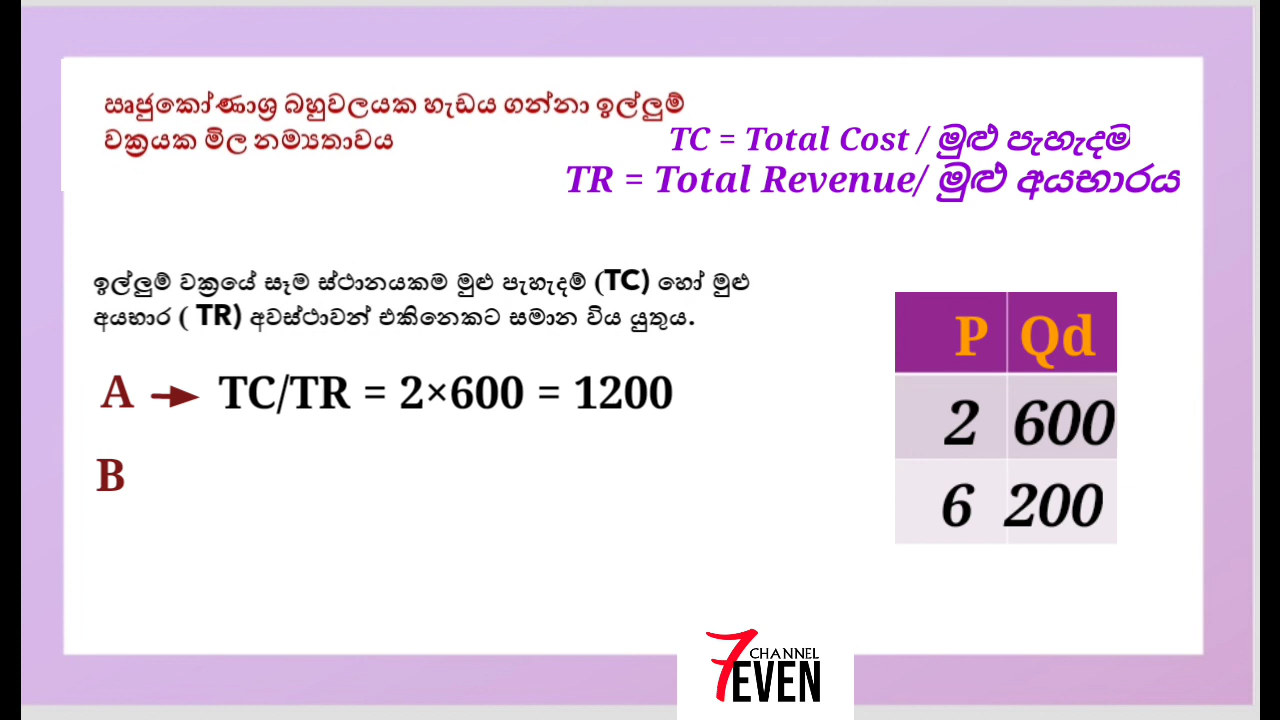 ඍජුකෝණාශ්‍ර බහුවලයක හැඩය ගන්නා ඉල්ලුම්
වක්‍රයක මිල නම්‍යතාවය
TC = Total Cost / මුළු පැහැදම්
TR = Total Revenue/ මුළු අයභාරය
ඉල්ලුම් වක්‍රයේ සෑම ස්ථානයකම මුළු පැහැදම් (TC) හෝ මුළු
අයභාර ( TR) අවස්ථාවන් එකිනෙකට සමාන විය යුතුය.
A → TC/TR = 2×600 = 1200
B
P Qd
2 600
6 200
7 CHANNEL
EVEN